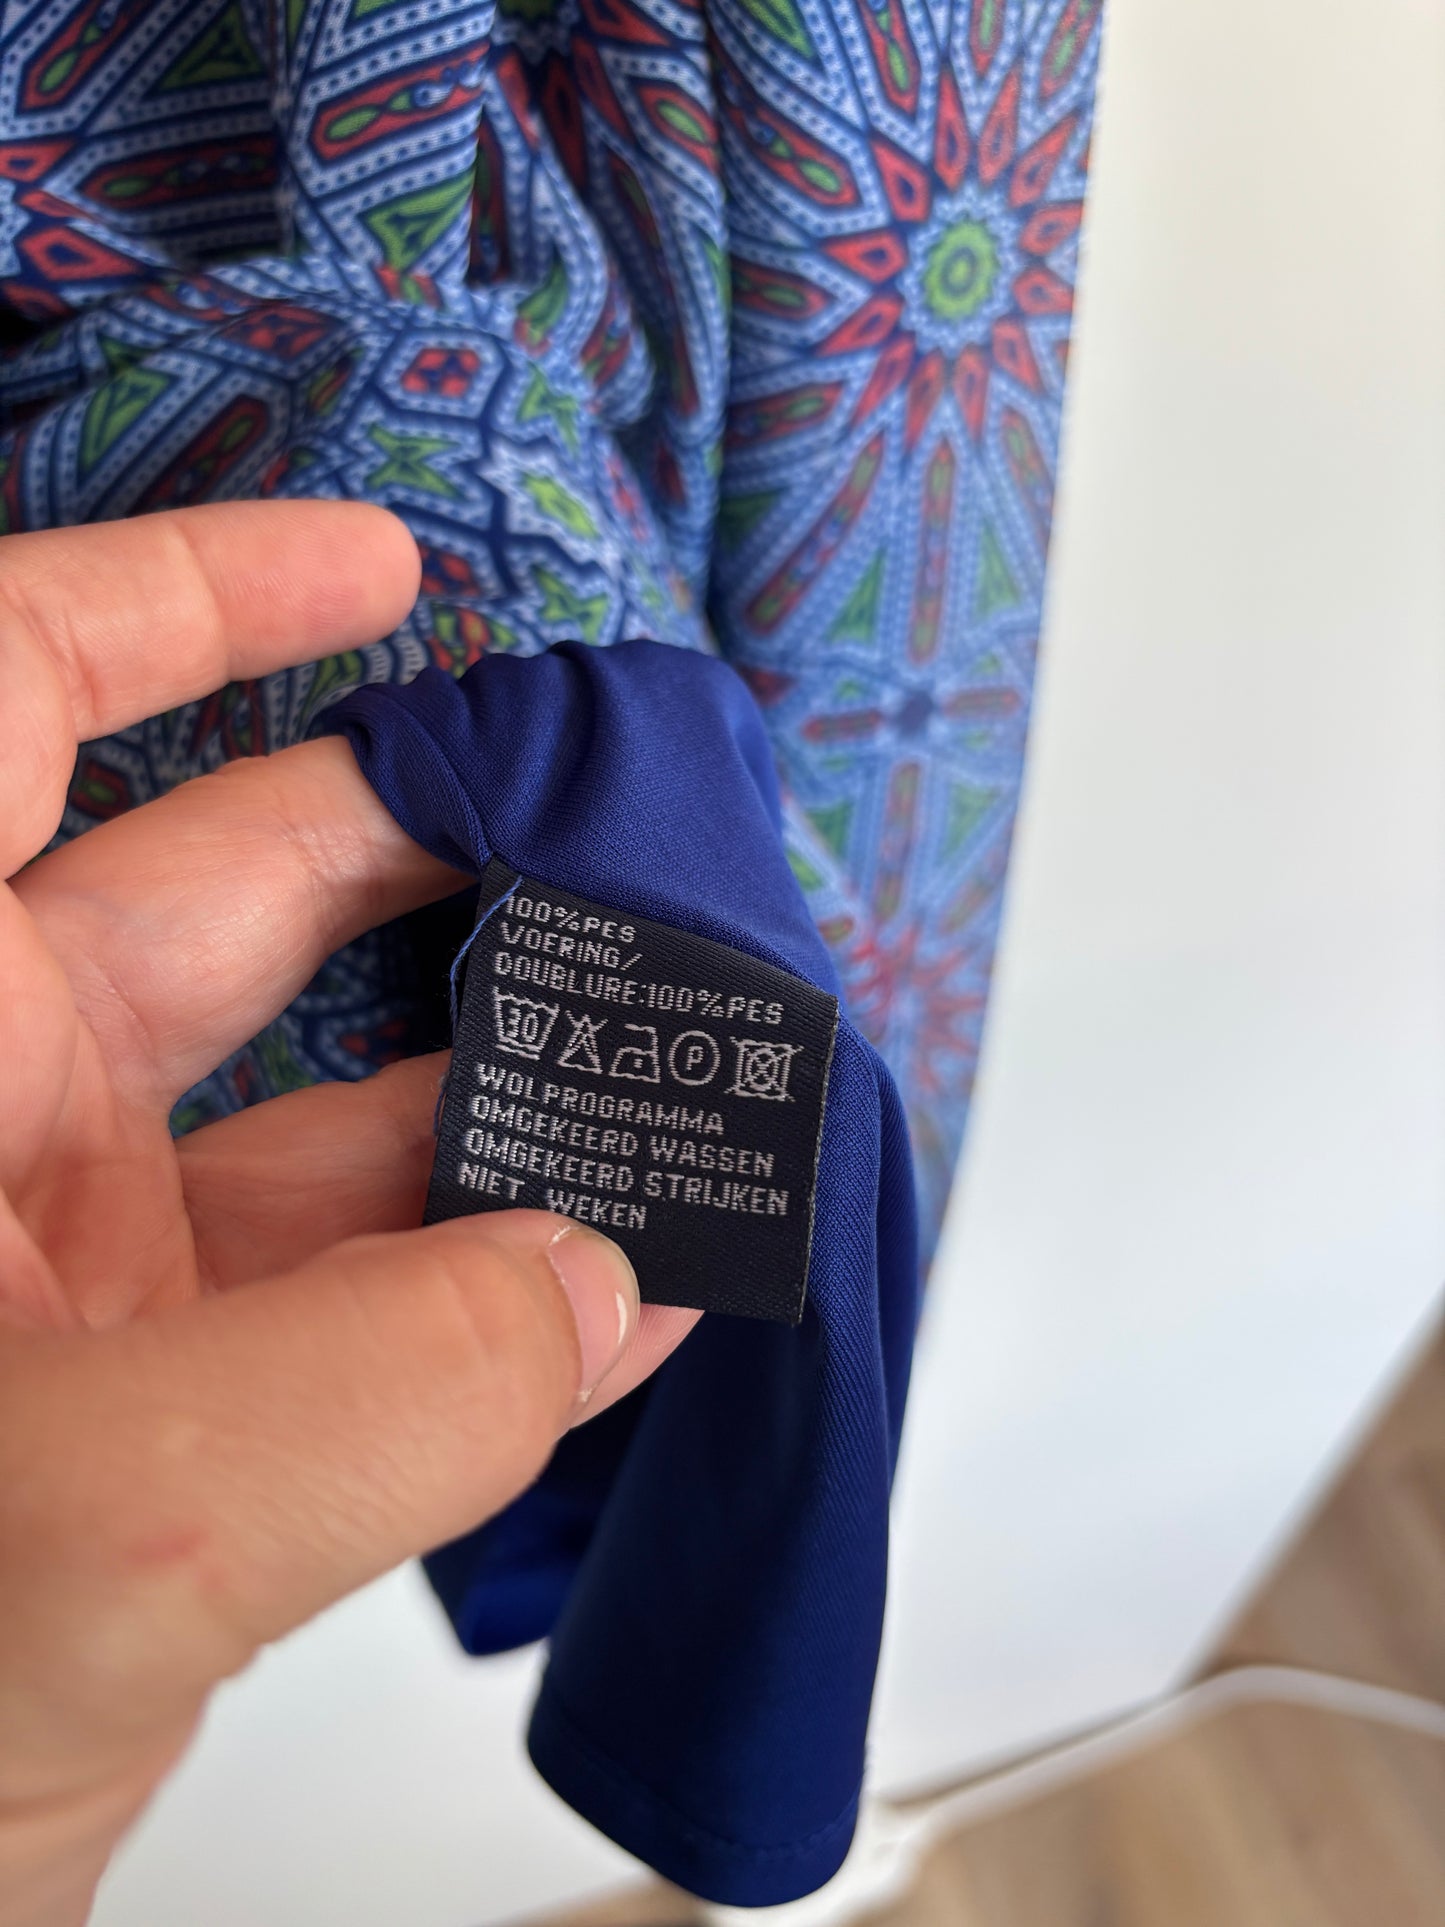 100%PES
VOERING/
DOUBLURE:100%PES
30 P
WOLPROGRAMMA
OMGEKEERD WASSEN
OMGEKEERD STRIJKEN
NIET WEKEN